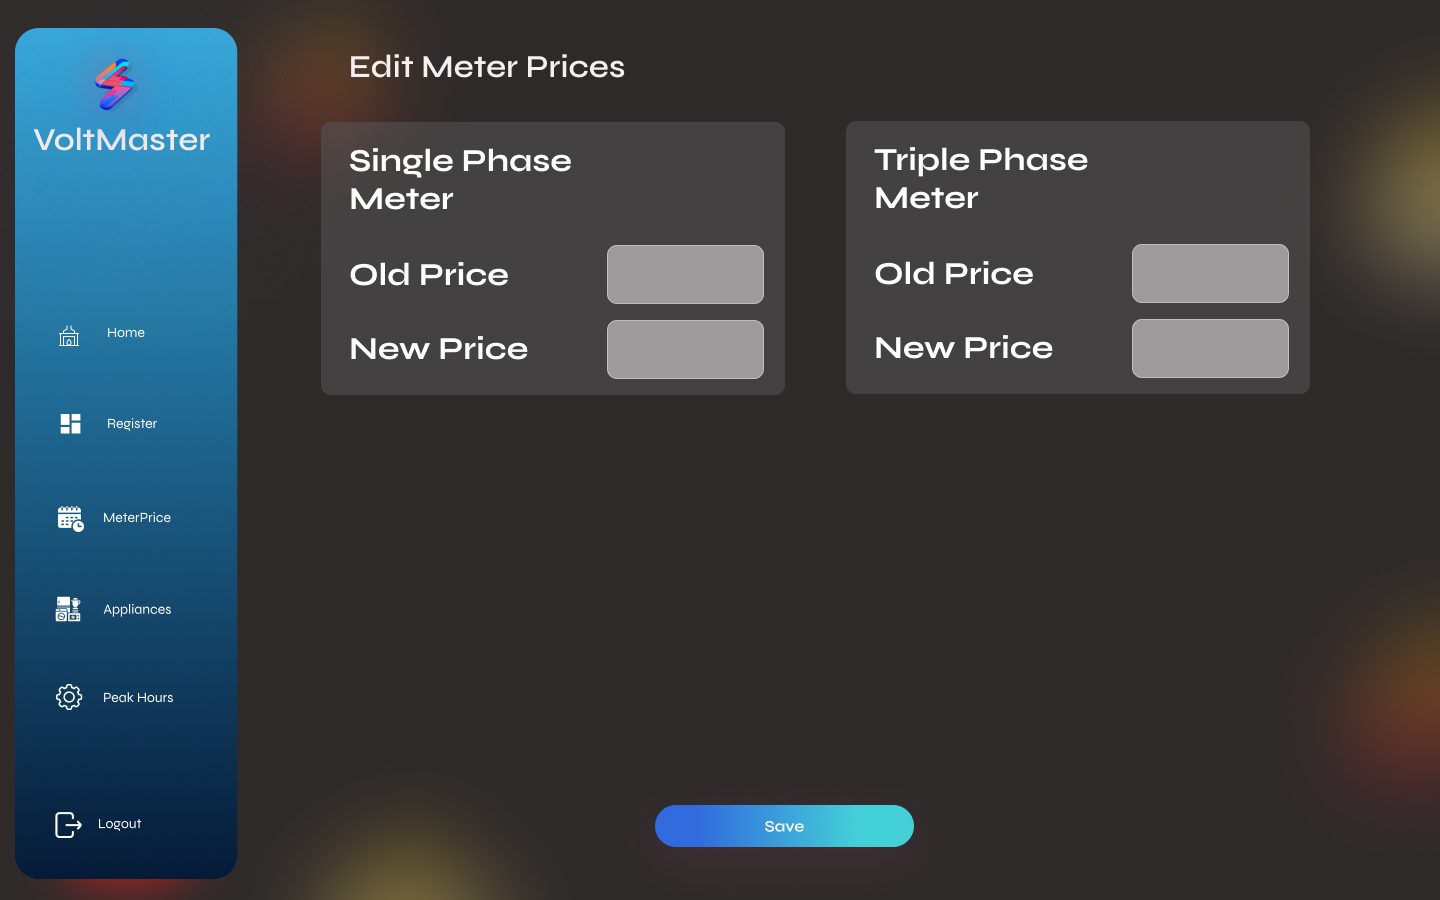 VoltMaster
Home
Register
MeterPrice
Appliances
Peak Hours
Logout
Edit Meter Prices
Single Phase
Meter
Old Price
New Price
Triple Phase
Meter
Old Price
New Price
Save